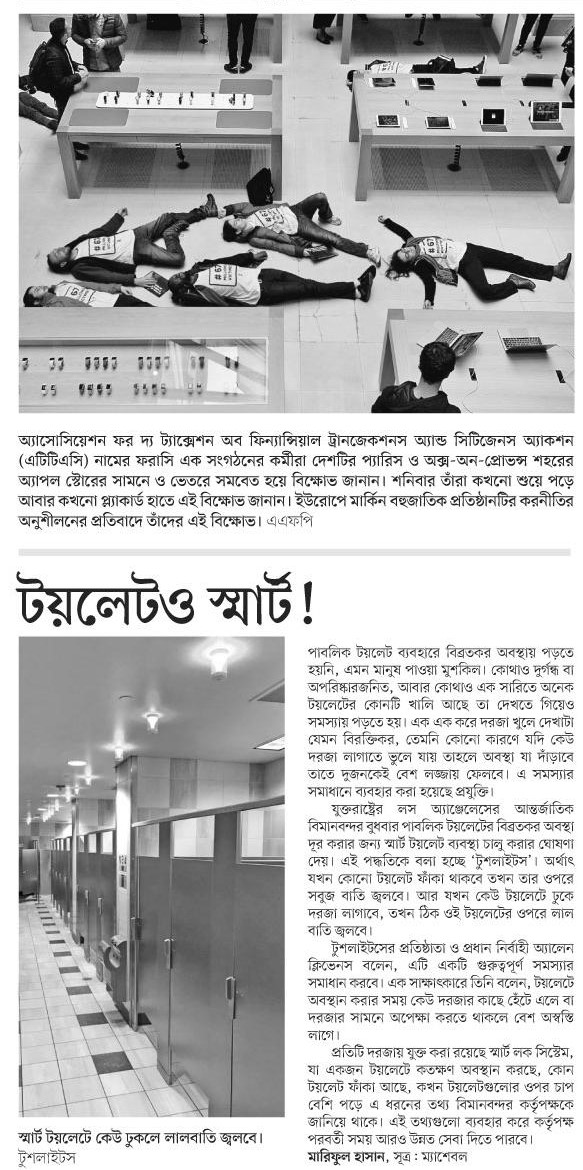 অ্যাসোসিয়েশন ফর দ্য ট্যাক্সেশন অব ফিন্যান্সিয়াল ট্রানজেকশনস অ্যান্ড সিটিজেনস অ্যাকশন
(এটিটিএসি) নামের ফরাসি এক সংগঠনের কর্মীরা দেশটির প্যারিস ও অক্স-অন-প্রোভন্স শহরের
অ্যাপল স্টোরের সামনে ও ভেতরে সমবেত হয়ে বিক্ষোভ জানান। শনিবার তাঁরা কখনো শুয়ে পড়ে
আবার কখনো প্ল্যাকার্ড হাতে এই বিক্ষোভ জানান। ইউরোপে মার্কিন বহুজাতিক প্রতিষ্ঠানটির করনীতির
অনুশীলনের প্রতিবাদে তাঁদের এই বিক্ষোভ। এএফপি
টয়লেটও স্মার্ট!
পাবলিক টয়লেট ব্যবহারে বিব্রতকর অবস্থায় পড়তে
হয়নি, এমন মানুষ পাওয়া মুশকিল। কোথাও দুর্গন্ধ বা
অপরিষ্কারজনিত, আবার কোথাও এক সারিতে অনেক
টয়লেটের কোনটি খালি আছে তা দেখতে গিয়েও
সমস্যায় পড়তে হয়। এক এক করে দরজা খুলে দেখাটা
যেমন বিরক্তিকর, তেমনি কোনো কারণে যদি কেউ
দরজা লাগাতে ভুলে যায় তাহলে অবস্থা যা দাঁড়াবে
তাতে দুজনকেই বেশ লজ্জায় ফেলবে। এ সমস্যার
সমাধানে ব্যবহার করা হয়েছে প্রযুক্তি।
যুক্তরাষ্ট্রের লস অ্যাঞ্জেলেসের আন্তর্জাতিক
বিমানবন্দর বুধবার পাবলিক টয়লেটের বিব্রতকর অবস্থা
দূর করার জন্য স্মার্ট টয়লেট ব্যবস্থা চালু করার ঘোষণা
দেয়। এই পদ্ধতিকে বলা হচ্ছে ‘টুশলাইটস’। অর্থাৎ
যখন কোনো টয়লেট ফাঁকা থাকবে তখন তার ওপরে
সবুজ বাতি জ্বলবে। আর যখন কেউ টয়লেটে ঢুকে
দরজা লাগাবে, তখন ঠিক ওই টয়লেটের ওপরে লাল
বাতি জ্বলবে।
টুশলাইটসের প্রতিষ্ঠাতা ও প্রধান নির্বাহী অ্যালেন
ক্লিভেনস বলেন, এটি একটি গুরুত্বপূর্ণ সমস্যার
সমাধান করবে। এক সাক্ষাৎকারে তিনি বলেন, টয়লেটে
অবস্থান করার সময় কেউ দরজার কাছে হেঁটে এলে বা
দরজার সামনে অপেক্ষা করতে থাকলে বেশ অস্বস্তি
লাগে।
প্রতিটি দরজায় যুক্ত করা রয়েছে স্মার্ট লক সিস্টেম,
যা একজন টয়লেটে কতক্ষণ অবস্থান করছে, কোন
টয়লেট ফাঁকা আছে, কখন টয়লেটগুলোর ওপর চাপ
বেশি পড়ে এ ধরনের তথ্য বিমানবন্দর কর্তৃপক্ষকে
জানিয়ে থাকে। এই তথ্যগুলো ব্যবহার করে কর্তৃপক্ষ
পরবর্তী সময় আরও উন্নত সেবা দিতে পারবে।
মারিফুল হাসান, সূত্র: ম্যাশেবল
স্মার্ট টয়লেটে কেউ ঢুকলে লালবাতি জ্বলবে।
টুশলাইটস